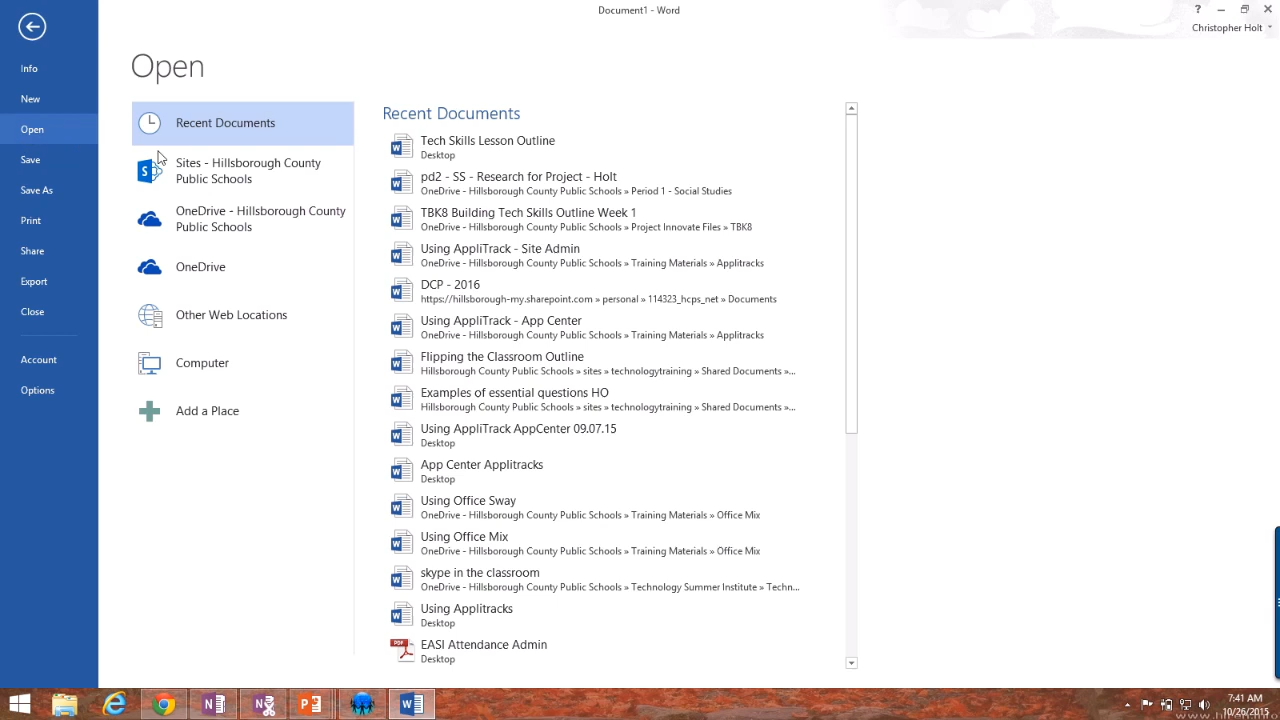 Document1 - Word
?
Christopher Holt
Info
New
Open
Save
Save As
Print
Share
Export
Close
Account
Options
Open
Recent Documents
Sites - Hillsborough County
Public Schools
OneDrive - Hillsborough County
Public Schools
OneDrive
Other Web Locations
Computer
Add a Place
Recent Documents
Tech Skills Lesson Outline
Desktop
pd2 - SS - Research for Project - Holt
OneDrive - Hillsborough County Public Schools » Period 1 - Social Studies
TBK8 Building Tech Skills Outline Week 1
OneDrive - Hillsborough County Public Schools » Project Innovate Files » TBK8
Using AppliTrack - Site Admin
OneDrive - Hillsborough County Public Schools » Training Materials » Applitracks
DCP - 2016
https://hillsborough-my.sharepoint.com » personal » 114323_hcps_net » Documents
Using AppliTrack - App Center
OneDrive - Hillsborough County Public Schools » Training Materials » Applitracks
Flipping the Classroom Outline
Hillsborough County Public Schools » sites » technologytraining » Shared Documents »...
Examples of essential questions HO
Hillsborough County Public Schools » sites » technologytraining » Shared Documents »...
Using AppliTrack AppCenter 09.07.15
Desktop
App Center Applitracks
Desktop
Using Office Sway
OneDrive - Hillsborough County Public Schools » Training Materials » Office Mix
Using Office Mix
OneDrive - Hillsborough County Public Schools » Training Materials » Office Mix
skype in the classroom
OneDrive - Hillsborough County Public Schools » Technology Summer Institute » Techn...
Using Applitracks
Desktop
PDF
EASI Attendance Admin
Desktop
7:41 AM
10/26/2015